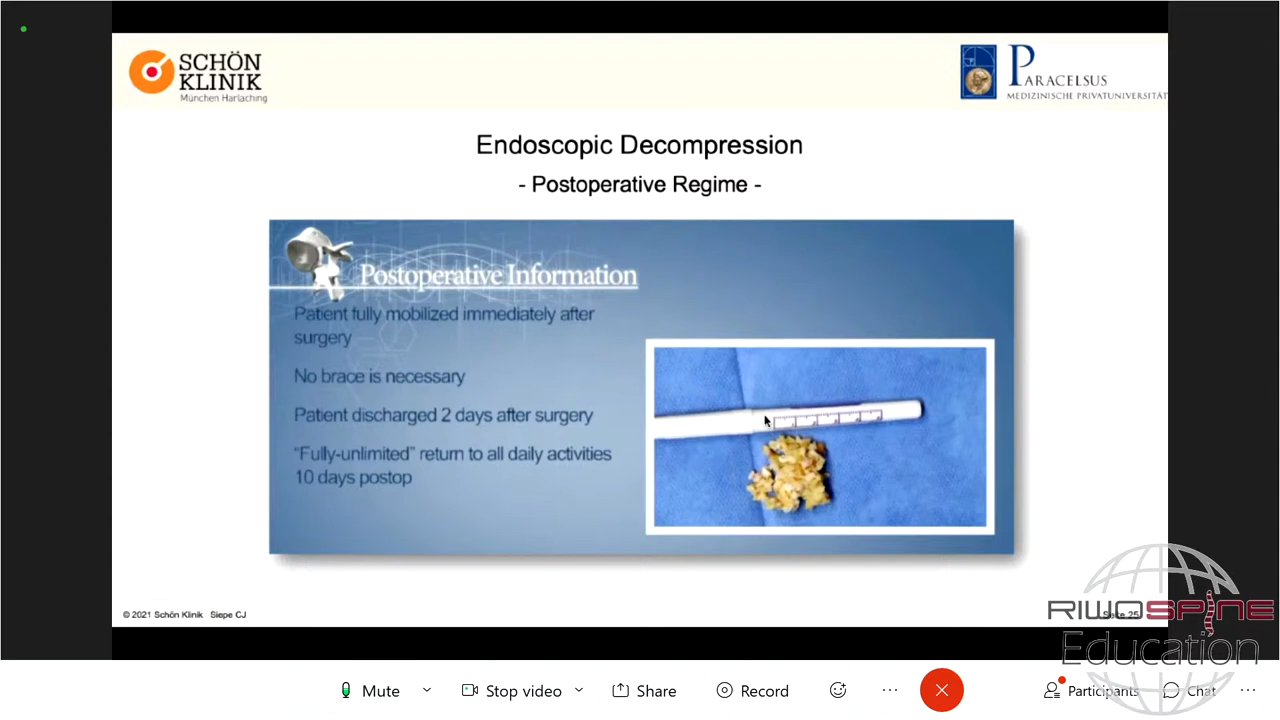 SCHÖN
KLINIK
München Harlaching
PARACELSUS
MEDIZINISCHE PRIVATUNIVERSITÄT
Endoscopic Decompression
- Postoperative Regime -
Postoperative Information
Patient fully mobilized immediately after
surgery
No brace is necessary
Patient discharged 2 days after surgery
"Fully-unlimited" return to all daily activities
10 days postop
© 2021 Schön Klinik Siepe CJ
Seite 25
RIWOSPINE
Education
Mute
Stop video
Share
Record
Participants
Chat